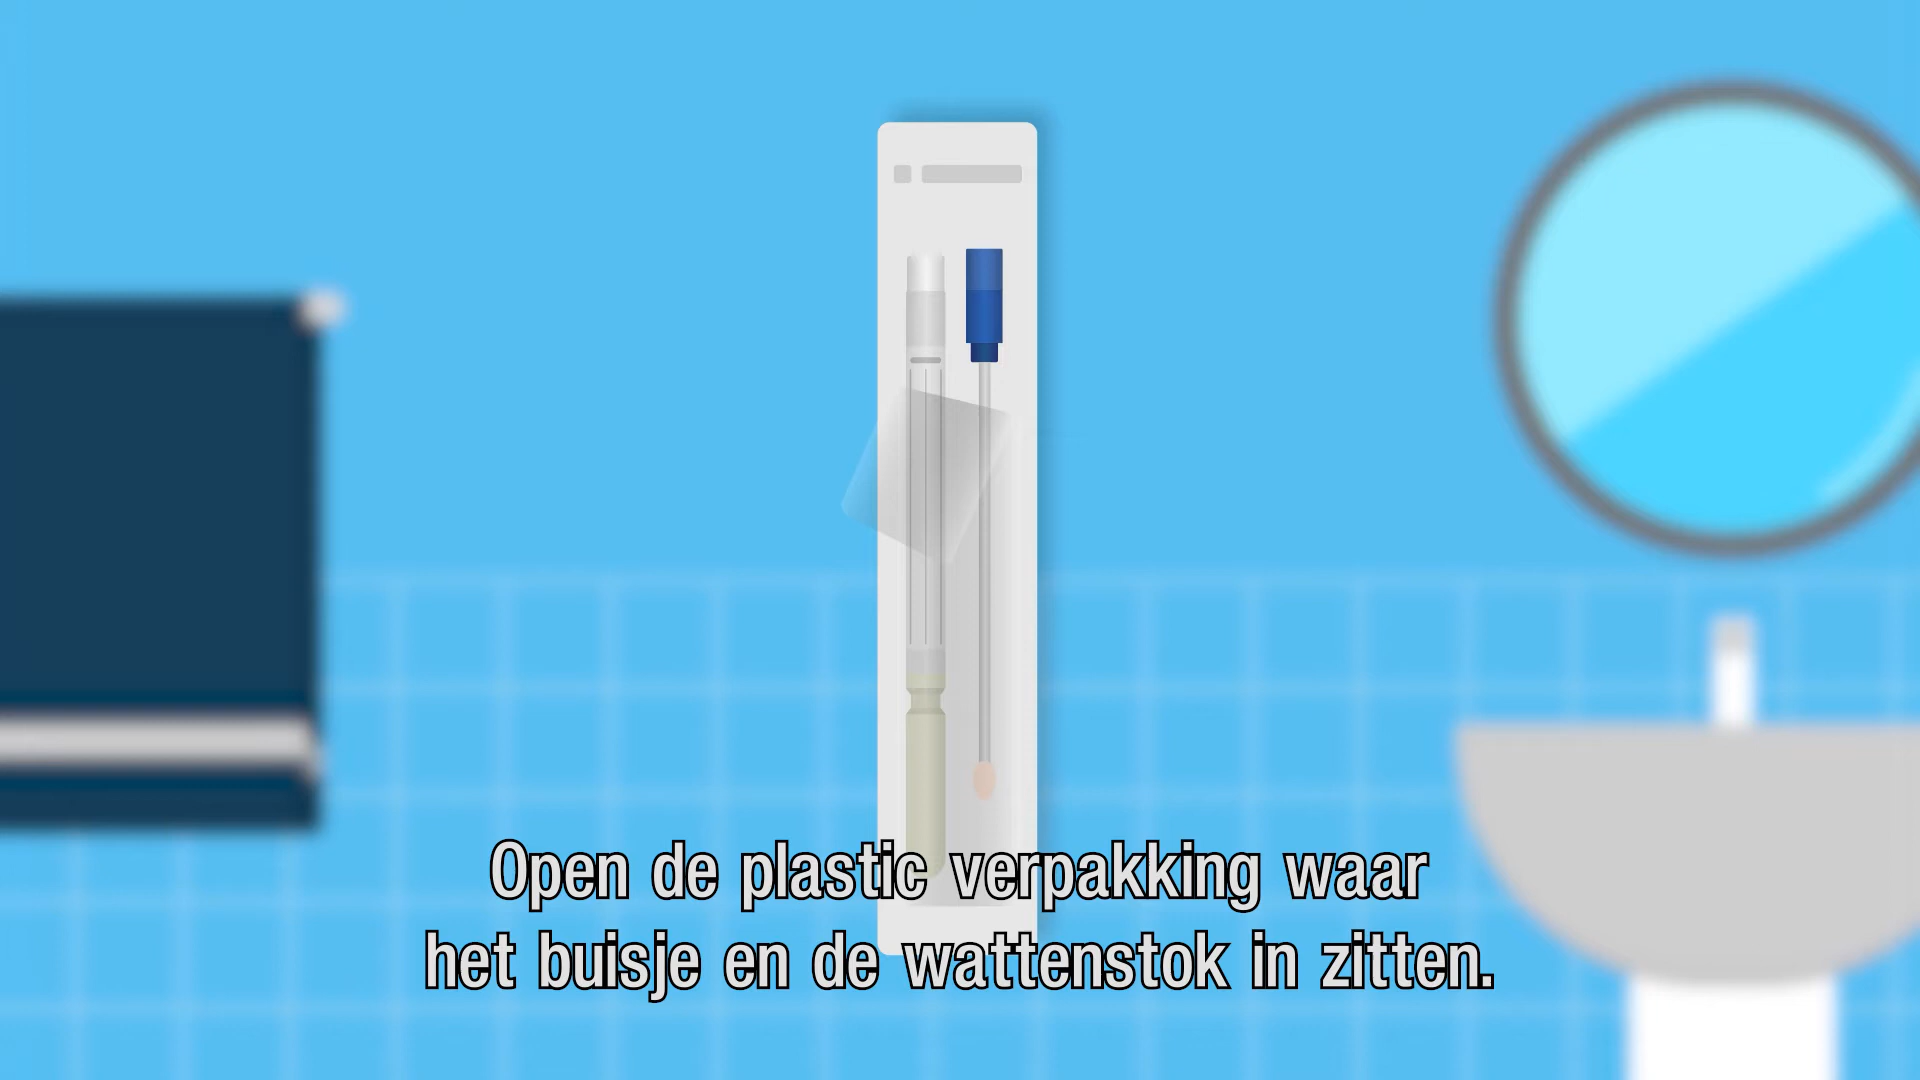 Open de plastic verpakking waar
het buisje en de wattenstok in zitten.